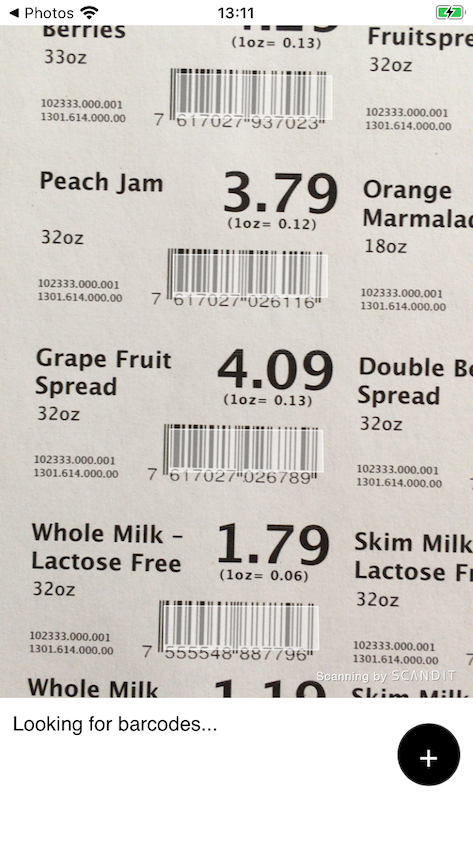 Photos 13:11
Berries
33oz
(1oz= 0.13)
102333.000.001
1301.614.000.00
7 617027 937023
32oz
102333.000.001
1301.614.000.00
Peach Jam
32oz
3.79
(1oz= 0.12)
102333.000.001
1301.614.000.00
7 617027 026116
Orange
18oz
102333.000.001
1301.614.000.00
Grape Fruit
Spread
32oz
4.09
(1oz= 0.13)
102333.000.001
1301.614.000.00
7 617027 026789
Double
Spread
32oz
102333.000.001
1301.614.000.00
Whole Milk –
Lactose Free
32oz
1.79
(1oz= 0.06)
102333.000.001
1301.614.000.00
7 555548 887796
Skim Milk
Lactose
32oz
102333.000.001
1301.614.000.00
Whole Milk
1.19
Skim Milk
Scanning by SCANDIT
Looking for barcodes...
+